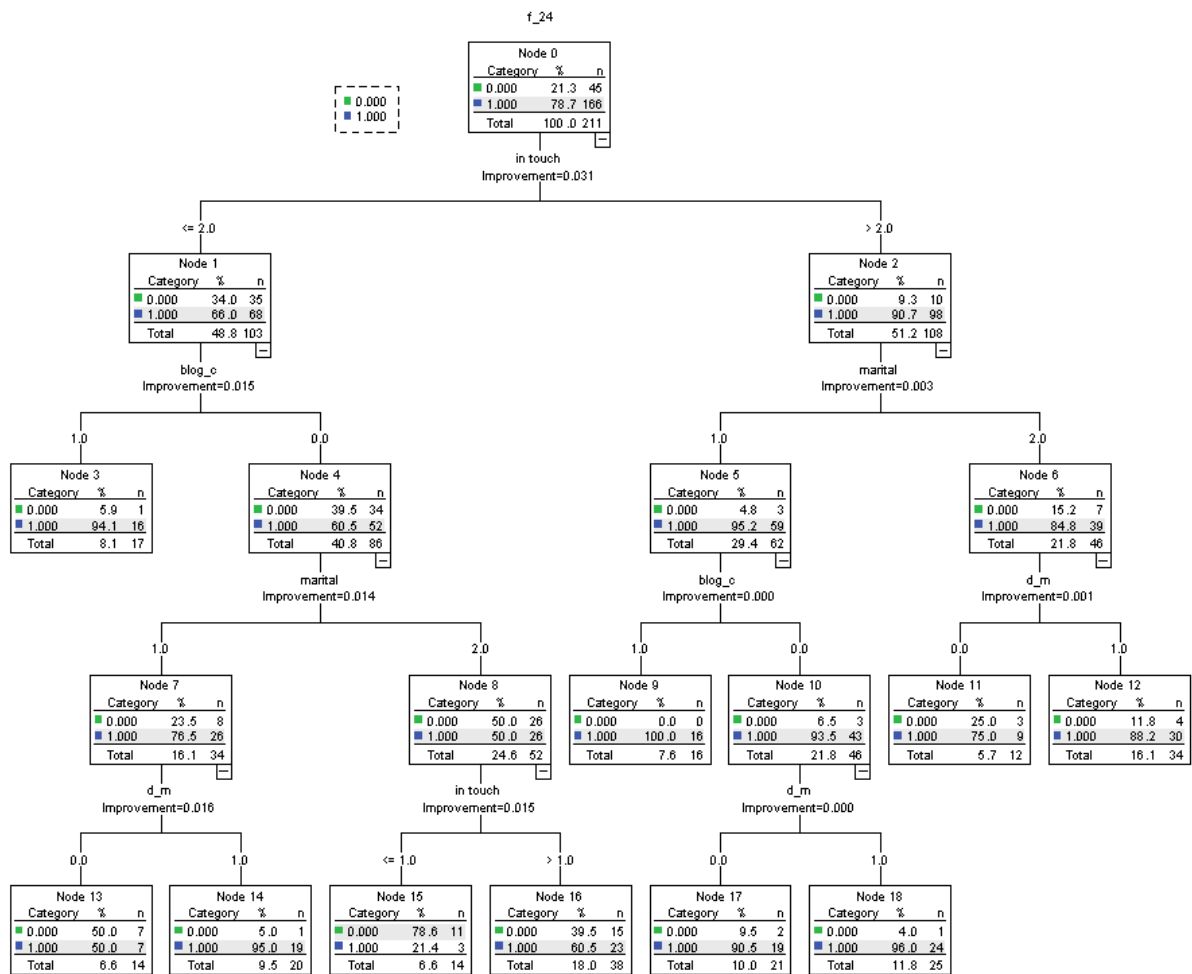 f_24
Node 0
Category % n
0.000 21.3 45
1.000 78.7 166
Total 100.0 211
0.000
1.000
in touch
Improvement=0.031
<= 2.0
> 2.0
Node 1
Category % n
0.000 34.0 35
1.000 66.0 68
Total 48.8 103
Node 2
Category % n
0.000 9.3 10
1.000 90.7 98
Total 51.2 108
blog_c
Improvement=0.015
marital
Improvement=0.003
1.0
0.0
1.0
2.0
Node 3
Category % n
0.000 5.9 1
1.000 94.1 16
Total 8.1 17
Node 4
Category % n
0.000 39.5 34
1.000 60.5 52
Total 40.8 86
Node 5
Category % n
0.000 4.8 3
1.000 95.2 59
Total 29.4 62
Node 6
Category % n
0.000 15.2 7
1.000 84.8 39
Total 21.8 46
marital
Improvement=0.014
blog_c
Improvement=0.000
d_m
Improvement=0.001
1.0
2.0
1.0
0.0
0.0
1.0
Node 7
Category % n
0.000 23.5 8
1.000 76.5 26
Total 16.1 34
Node 8
Category % n
0.000 50.0 26
1.000 50.0 26
Total 24.6 52
Node 9
Category % n
0.000 0.0 0
1.000 100.0 16
Total 7.6 16
Node 10
Category % n
0.000 6.5 3
1.000 93.5 43
Total 21.8 46
Node 11
Category % n
0.000 25.0 3
1.000 75.0 9
Total 5.7 12
Node 12
Category % n
0.000 11.8 4
1.000 88.2 30
Total 16.1 34
d_m
Improvement=0.016
in touch
Improvement=0.015
d_m
Improvement=0.000
0.0
1.0
<= 1.0
> 1.0
0.0
1.0
Node 13
Category % n
0.000 50.0 7
1.000 50.0 7
Total 6.6 14
Node 14
Category % n
0.000 5.0 1
1.000 95.0 19
Total 9.5 20
Node 15
Category % n
0.000 78.6 11
1.000 21.4 3
Total 6.6 14
Node 16
Category % n
0.000 39.5 15
1.000 60.5 23
Total 18.0 38
Node 17
Category % n
0.000 9.5 2
1.000 90.5 19
Total 10.0 21
Node 18
Category % n
0.000 4.0 1
1.000 96.0 24
Total 11.8 25